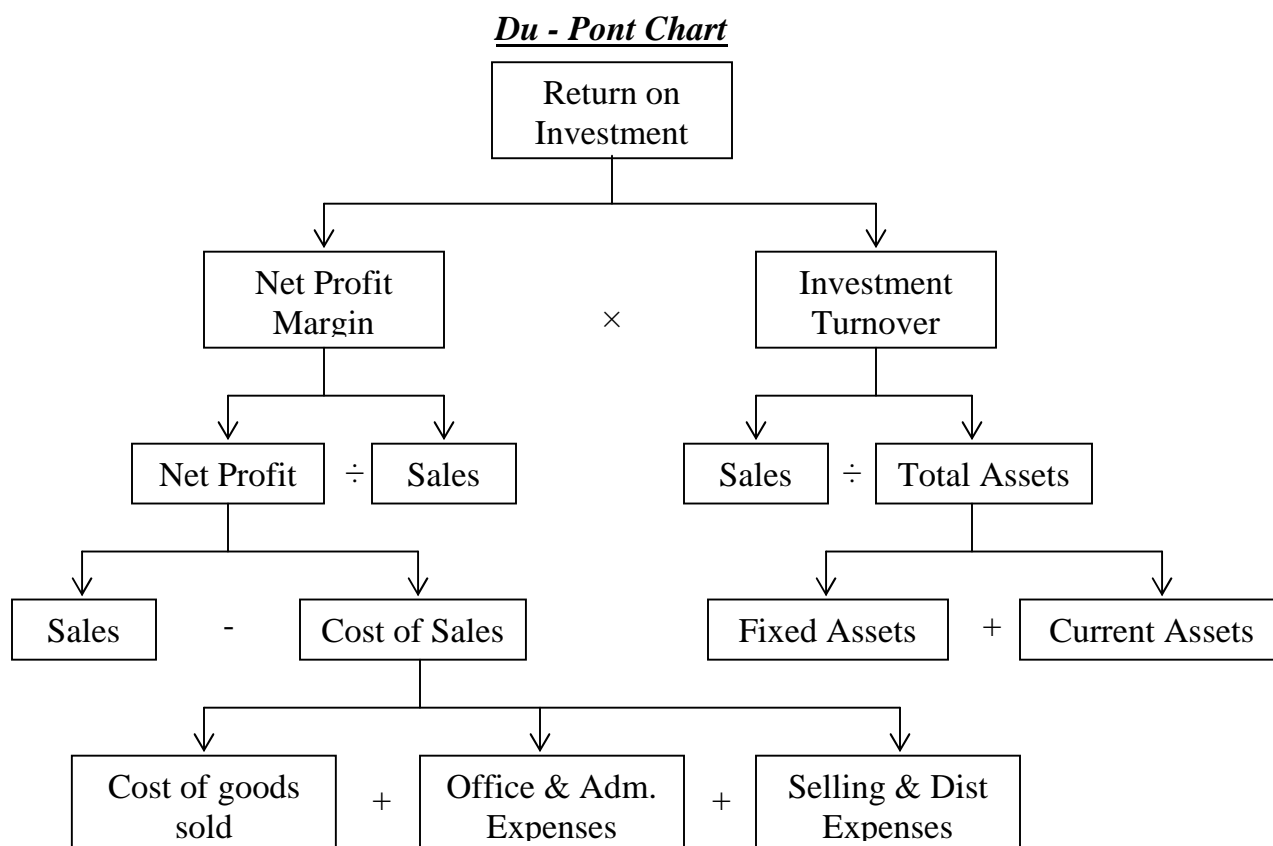 Du - Pont Chart
Return on
Investment
Net Profit
Margin
×
Investment
Turnover
Net Profit
÷
Sales
Sales
÷
Total Assets
Sales
-
Cost of Sales
Fixed Assets
+
Current Assets
Cost of goods
sold
+
Office & Adm.
Expenses
+
Selling & Dist
Expenses